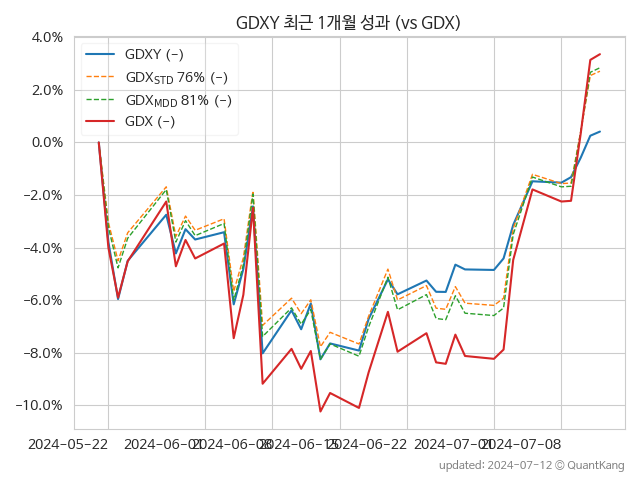 GDXY 최근 1개월 성과 (vs GDX)
GDXY (-)
GDX_STD 76% (-)
GDX_MDD 81% (-)
GDX (-)
4.0%
2.0%
0.0%
−2.0%
−4.0%
−6.0%
−8.0%
−10.0%
2024-05-22 2024-06-01 2024-06-08 2024-06-15 2024-06-22 2024-07-01 2024-07-08
updated: 2024-07-12 © QuantKang